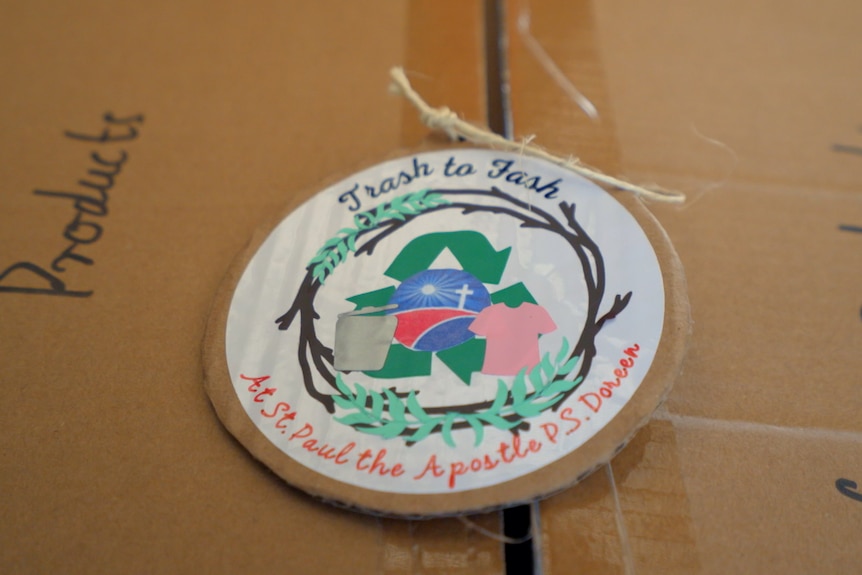 Products
Trash to Fash
At St. Paul the Apostle P.S. Doreen